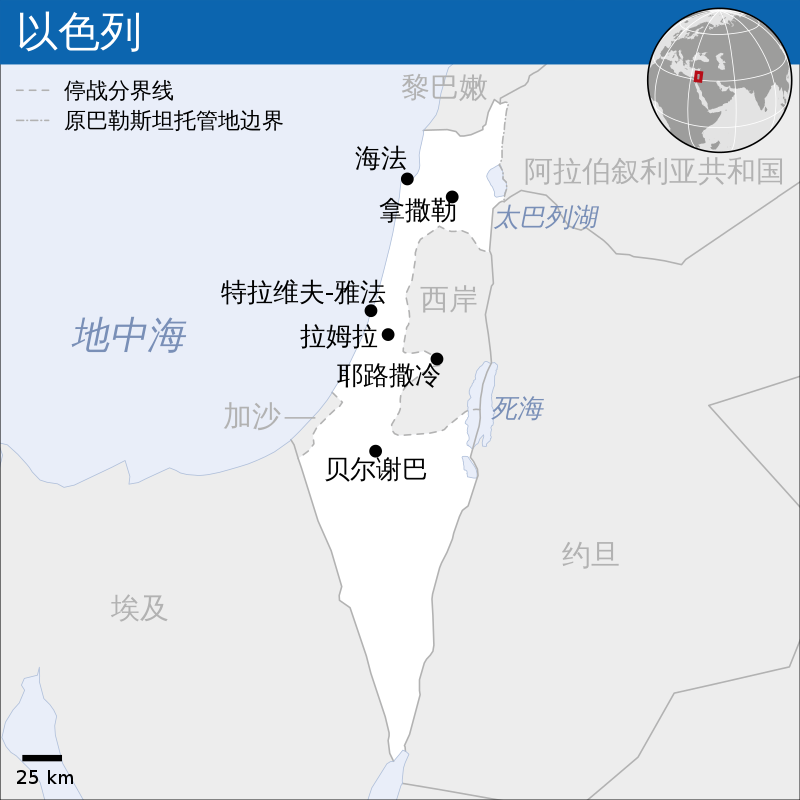 以色列
停战分界线
原巴勒斯坦托管地边界
黎巴嫩
海法
阿拉伯叙利亚共和国
拿撒勒
太巴列湖
特拉维夫-雅法
西岸
地中海
拉姆拉
耶路撒冷
加沙
死海
贝尔谢巴
约旦
埃及
25 km